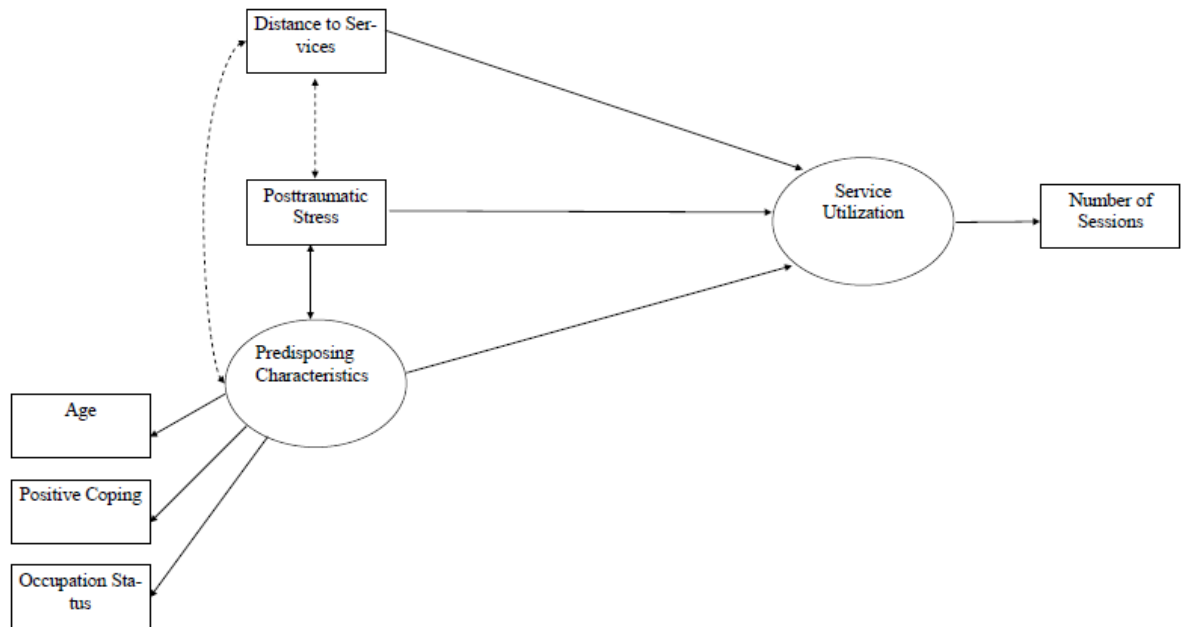 Distance to Ser-
vices
Posttraumatic
Stress
Service
Utilization
Number of
Sessions
Predisposing
Characteristics
Age
Positive Coping
Occupation Sta-
tus